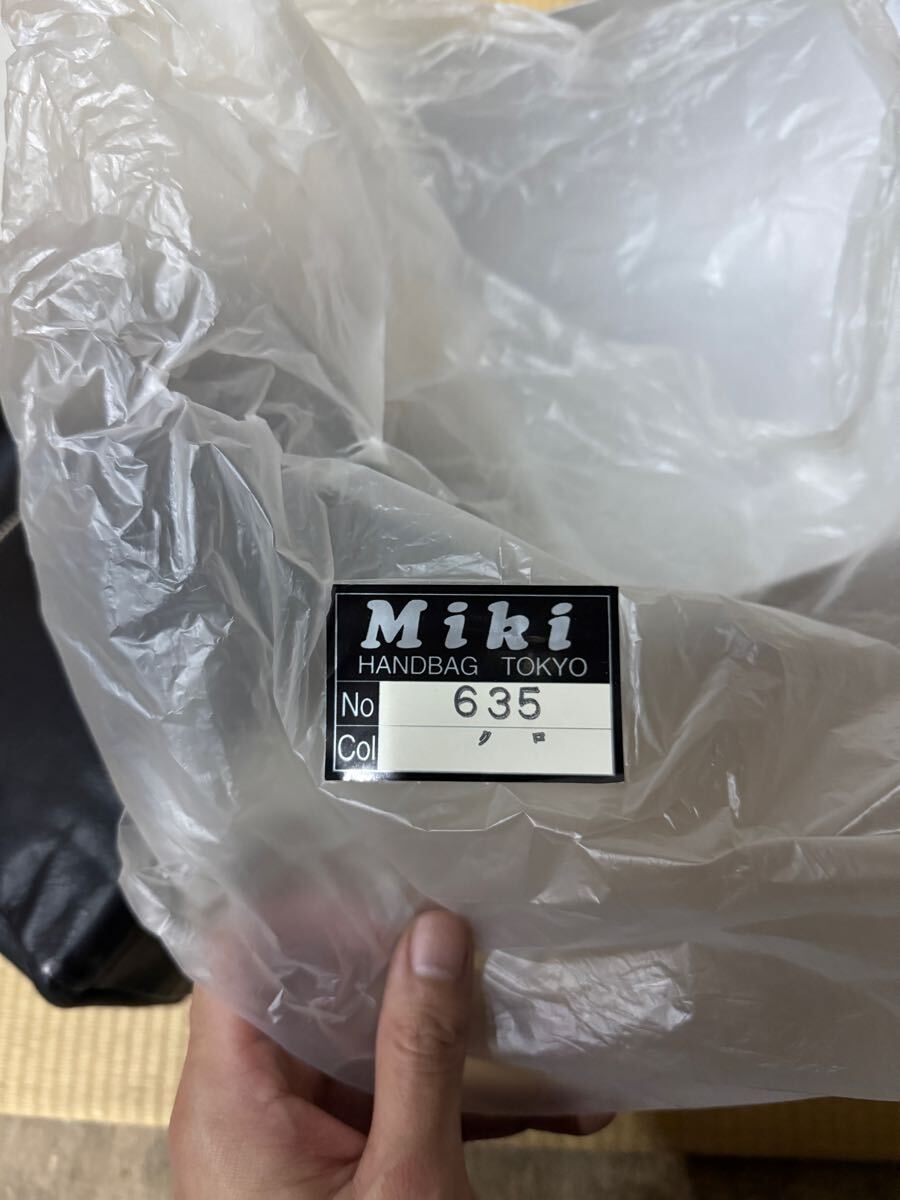 Miki
HANDBAG TOKYO
No 635
Col クロ